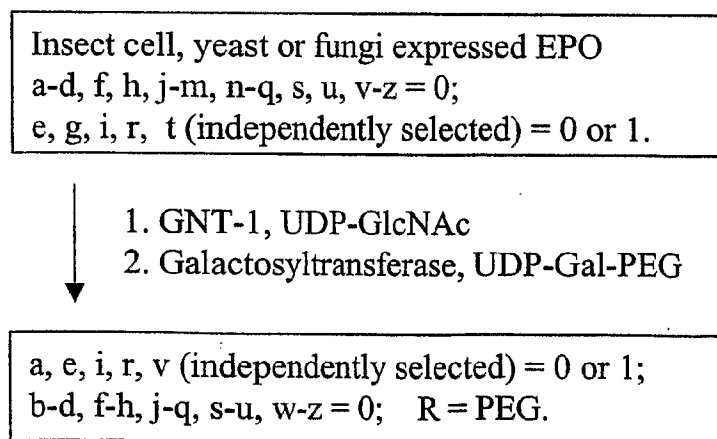 Insect cell, yeast or fungi expressed EPO
a-d, f, h, j-m, n-q, s, u, v-z = 0;
e, g, i, r, t (independently selected) = 0 or 1.
1. GNT-1, UDP-GlcNAc
2. Galactosyltransferase, UDP-Gal-PEG
a, e, i, r, v (independently selected) = 0 or 1;
b-d, f-h, j-q, s-u, w-z = 0; R = PEG.